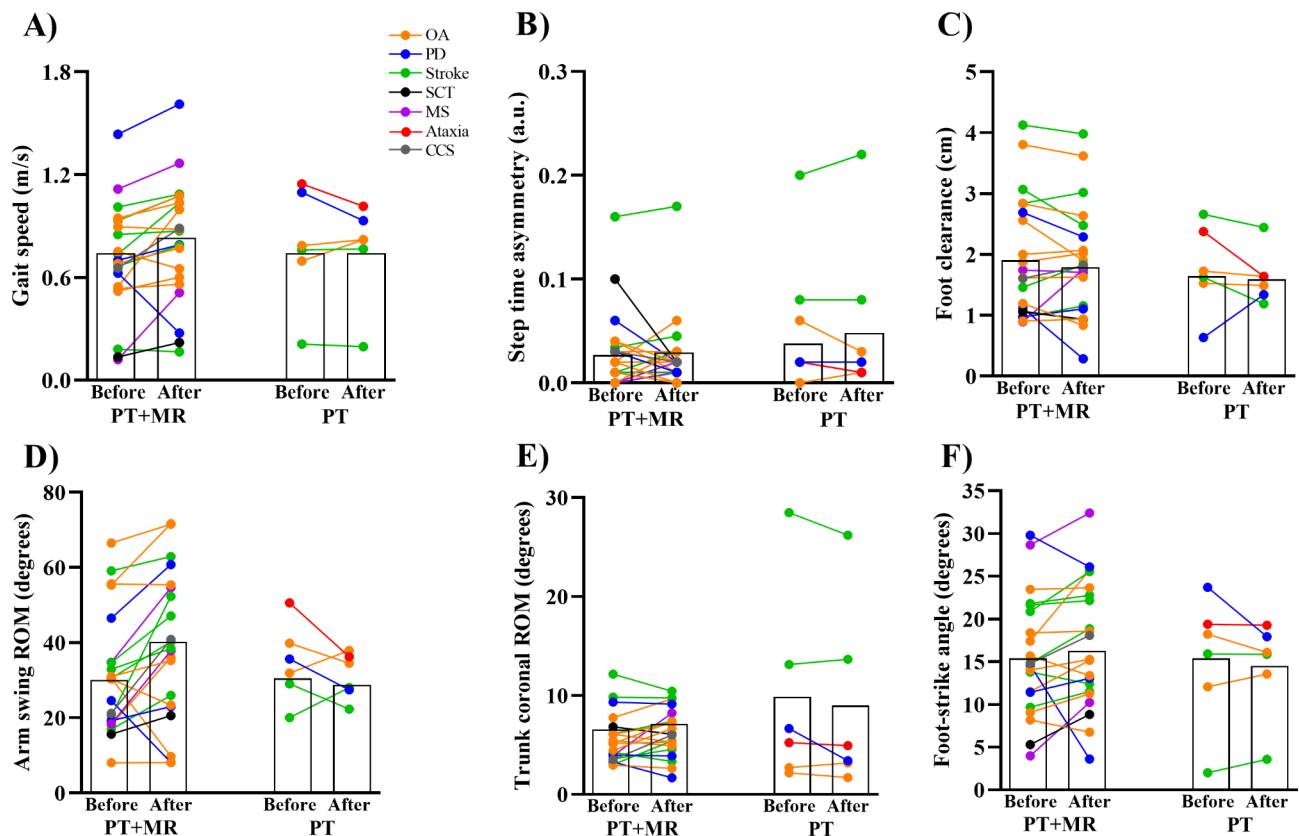 A)
OA
PD
Stroke
SCT
MS
Ataxia
CCS
Gait speed (m/s)
1.8
1.2
0.6
0.0
Before After Before After
PT+MR PT
B)
Step time asymmetry (a.u.)
0.3
0.2
0.1
0.0
Before After Before After
PT+MR PT
C)
Foot clearance (cm)
5
4
3
2
1
0
Before After Before After
PT+MR PT
D)
Arm swing ROM (degrees)
80
60
40
20
0
Before After Before After
PT+MR PT
E)
Trunk coronal ROM (degrees)
30
20
10
0
Before After Before After
PT+MR PT
F)
Foot-strike angle (degrees)
35
30
25
20
15
10
5
0
Before After Before After
PT+MR PT